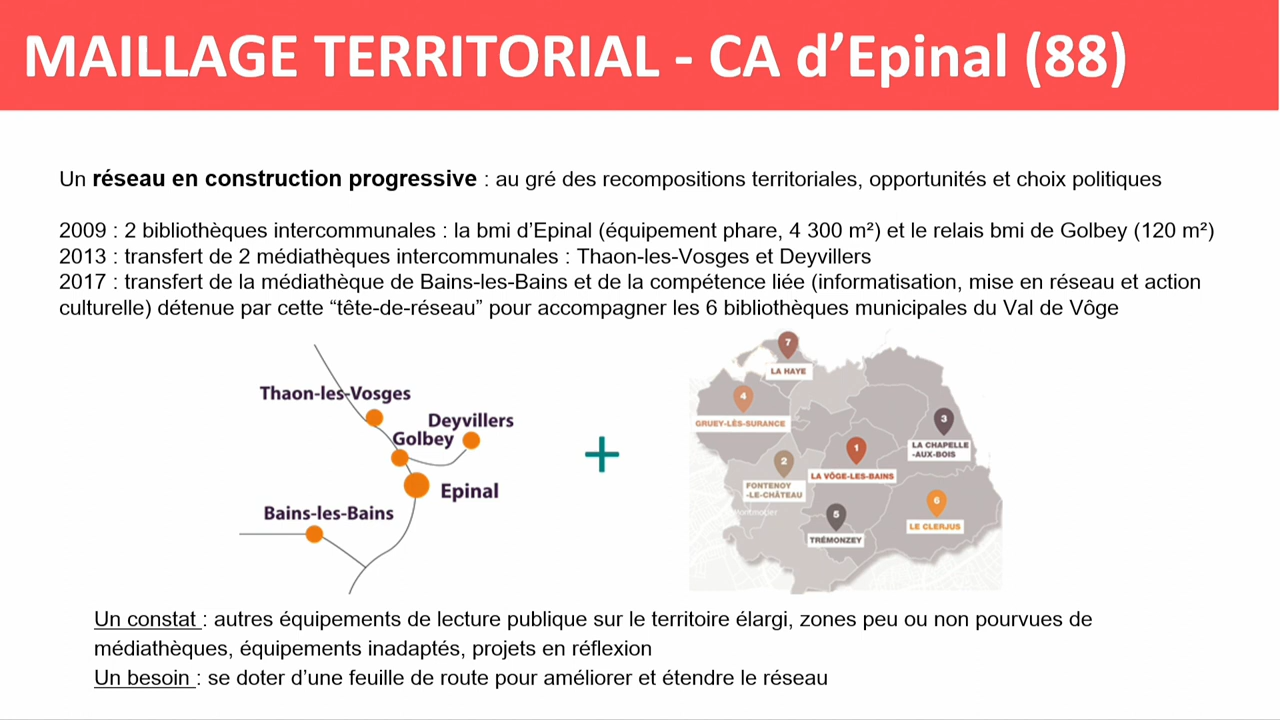 MAILLAGE TERRITORIAL - CA d’Epinal (88)
Un réseau en construction progressive : au gré des recompositions territoriales, opportunités et choix politiques
2009 : 2 bibliothèques intercommunales : la bmi d’Epinal (équipement phare, 4 300 m²) et le relais bmi de Golbey (120 m²)
2013 : transfert de 2 médiathèques intercommunales : Thaon-les-Vosges et Deyvillers
2017 : transfert de la médiathèque de Bains-les-Bains et de la compétence liée (informatisation, mise en réseau et action
culturelle) détenue par cette “tête-de-réseau” pour accompagner les 6 bibliothèques municipales du Val de Vôge
Thaon-les-Vosges
Deyvillers
Golbey
Epinal
Bains-les-Bains
+
7
LA HAYE
4
GRUEY-LÈS-SURANCE
3
LA CHAPELLE
-AUX-BOIS
1
LA VÔGE-LES-BAINS
2
FONTENOY
-LE-CHÂTEAU
6
LE CLERJUS
Montmotier
5
TRÉMONZEY
Un constat : autres équipements de lecture publique sur le territoire élargi, zones peu ou non pourvues de
médiathèques, équipements inadaptés, projets en réflexion
Un besoin : se doter d’une feuille de route pour améliorer et étendre le réseau